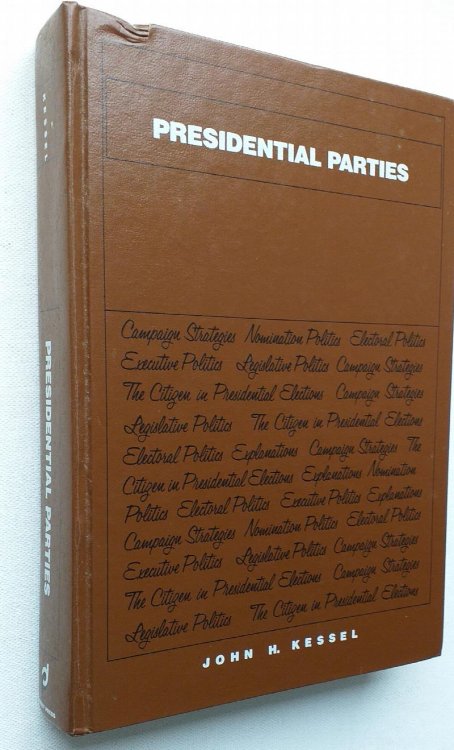 KESSEL
PRESIDENTIAL PARTIES
PRESIDENTIAL PARTIES
Campaign Strategies Nomination Politics Electoral Politics
Executive Politics Legislative Politics Campaign Strategies
The Citizen in Presidential Elections Campaign Strategies
Legislative Politics The Citizen in Presidential Elections
Electoral Politics Explanations Campaign Strategies The
Citizen in Presidential Elections Explanations Nomination
Politics Electoral Politics Executive Politics Explanations
Campaign Strategies Nomination Politics Electoral Politics
Executive Politics Legislative Politics Campaign Strategies
The Citizen in Presidential Elections Campaign Strategies
Legislative Politics The Citizen in Presidential Elections
JOHN H. KESSEL